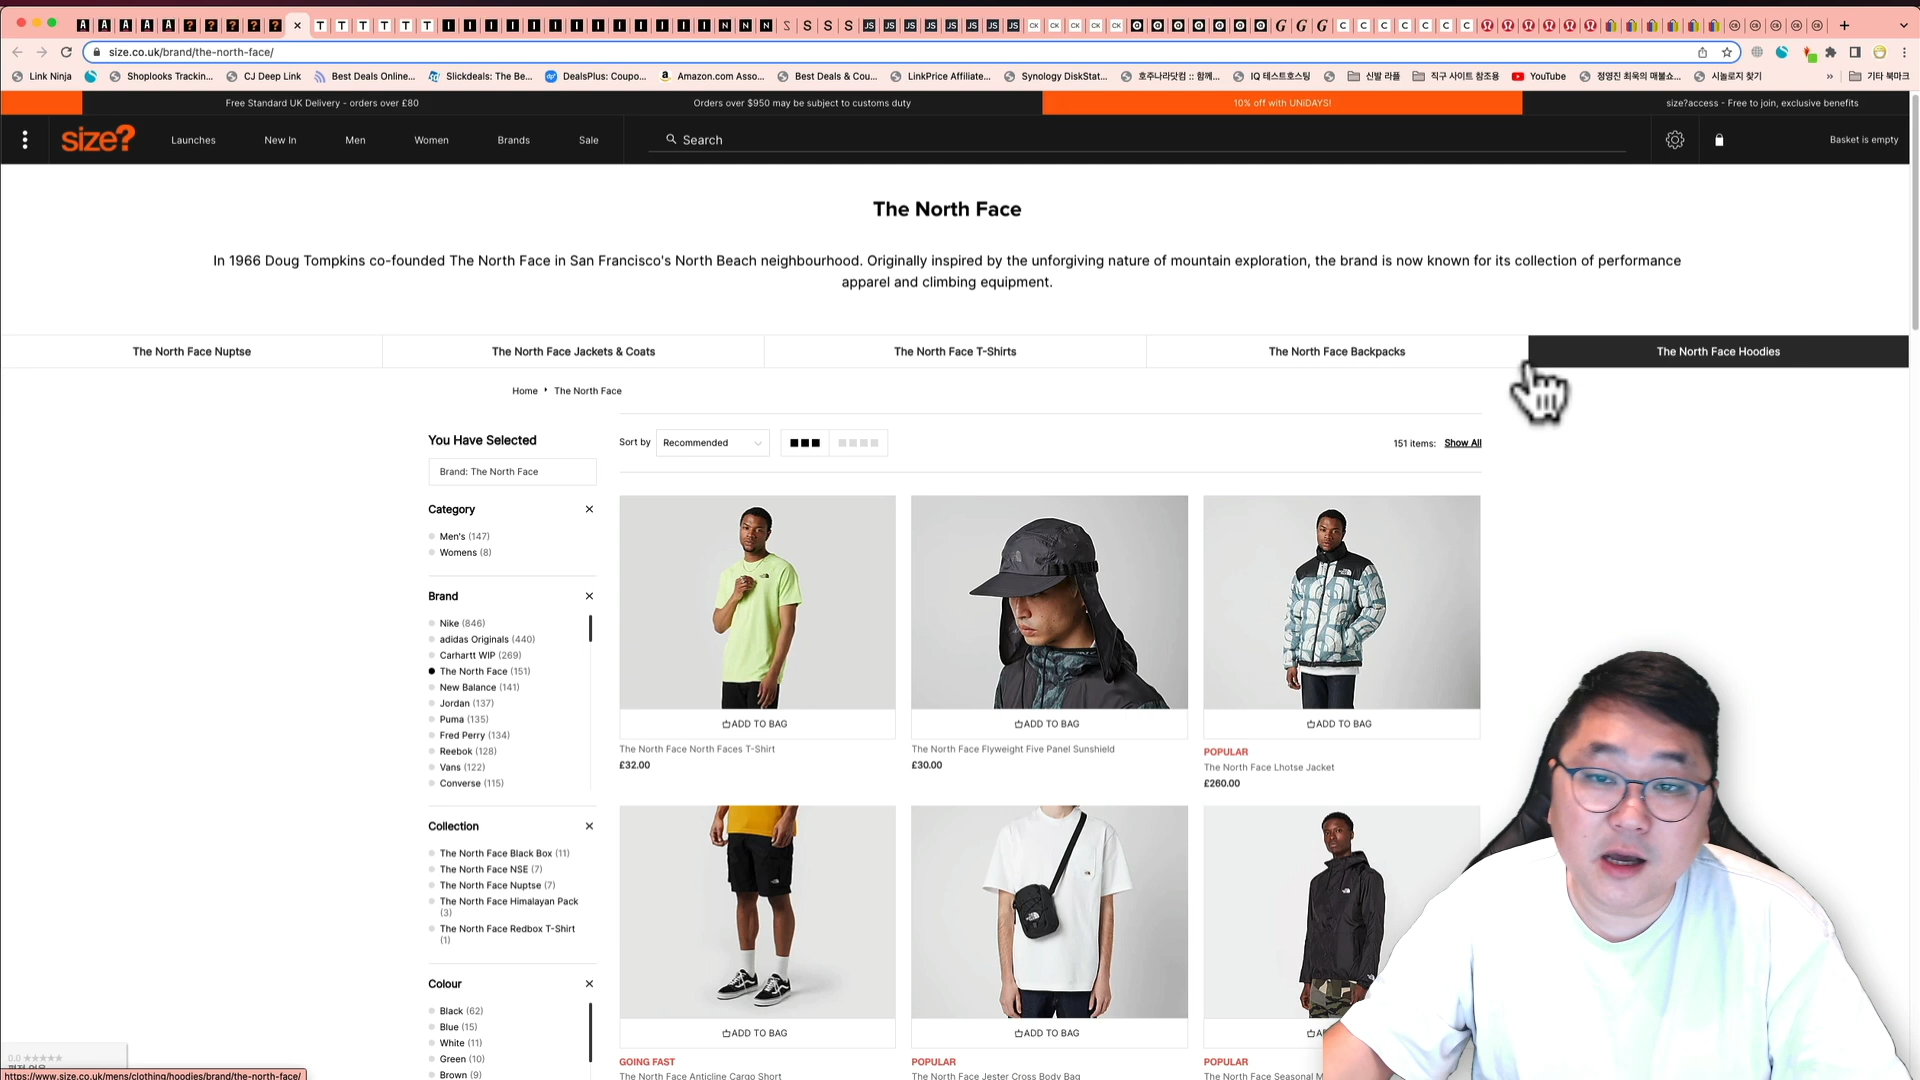 size.co.uk/brand/the-north-face/
Link Ninja
Shoplooks Trackin...
CJ Deep Link
Best Deals Online...
Slickdeals: The Be...
DealsPlus: Coupo...
Amazon.com Asso...
Best Deals & Cou...
LinkPrice Affiliate...
Synology DiskStat...
호주나라닷컴 :: 함께...
IQ 테스트호스팅
신발 라플
직구 사이트 참조용
YouTube
정영진 최욱의 매불쇼...
시놀로지 찾기
»
기타 북마크
Free Standard UK Delivery - orders over £80
Orders over $950 may be subject to customs duty
10% off with UNiDAYS!
size?access - Free to join, exclusive benefits
size?
Launches
New In
Men
Women
Brands
Sale
Search
Basket is empty
The North Face
In 1966 Doug Tompkins co-founded The North Face in San Francisco's North Beach neighbourhood. Originally inspired by the unforgiving nature of mountain exploration, the brand is now known for its collection of performance
apparel and climbing equipment.
The North Face Nuptse
The North Face Jackets & Coats
The North Face T-Shirts
The North Face Backpacks
The North Face Hoodies
Home ‣ The North Face
You Have Selected
Brand: The North Face
Category
Men's (147)
Womens (8)
Brand
Nike (846)
adidas Originals (440)
Carhartt WIP (269)
The North Face (151)
New Balance (141)
Jordan (137)
Puma (135)
Fred Perry (134)
Reebok (128)
Vans (122)
Converse (115)
Collection
The North Face Black Box (11)
The North Face NSE (7)
The North Face Nuptse (7)
The North Face Himalayan Pack
(3)
The North Face Redbox T-Shirt
(1)
Colour
Black (62)
Blue (15)
White (11)
Green (10)
Brown (9)
Sort by
Recommended
151 items: Show All
ADD TO BAG
The North Face North Faces T-Shirt
£32.00
ADD TO BAG
The North Face Flyweight Five Panel Sunshield
£30.00
ADD TO BAG
POPULAR
The North Face Lhotse Jacket
£260.00
ADD TO BAG
GOING FAST
The North Face Anticline Cargo Short
ADD TO BAG
POPULAR
The North Face Jester Cross Body Bag
POPULAR
The North Face Seasonal M
0.0 ★★★★★
https://www.size.co.uk/mens/clothing/hoodies/brand/the-north-face/